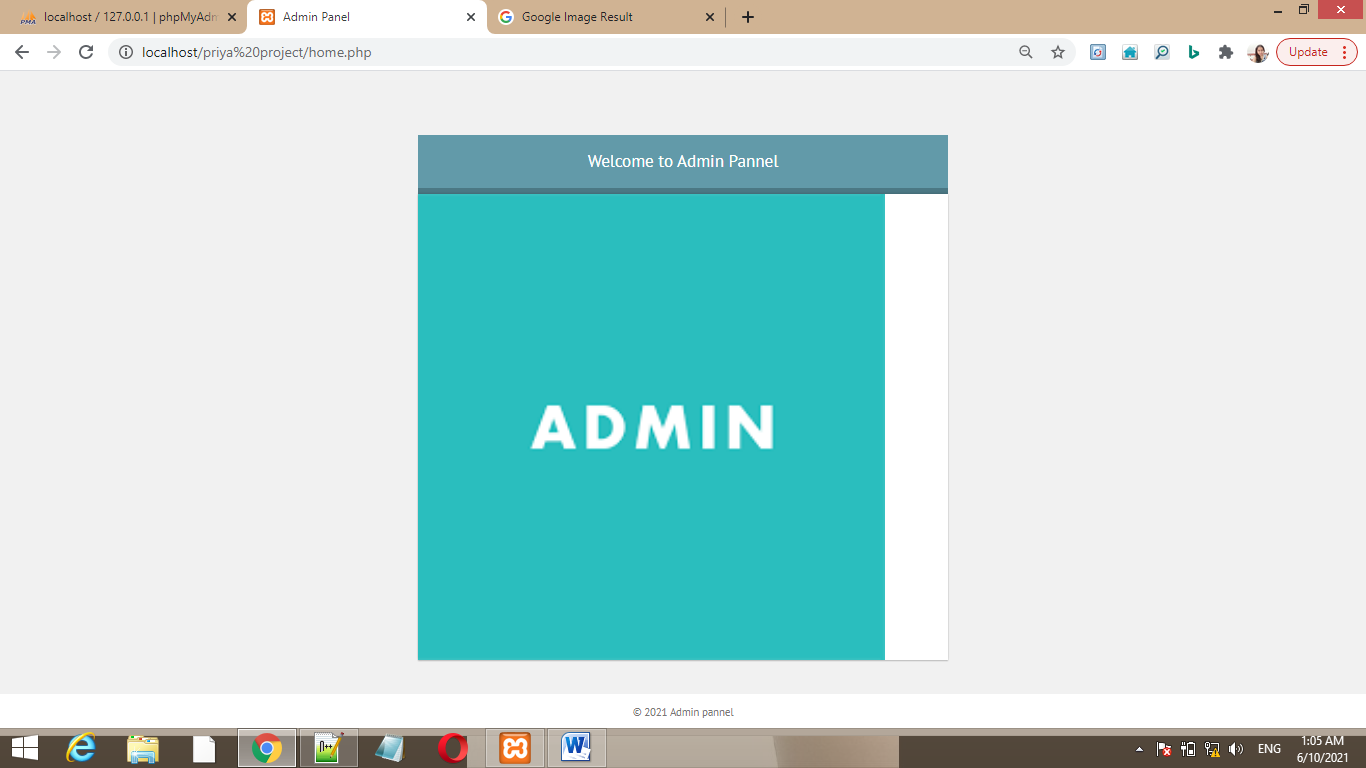 localhost / 127.0.0.1 | phpMyAdm
Admin Panel
Google Image Result
localhost/priya%20project/home.php
Update
Welcome to Admin Pannel
ADMIN
© 2021 Admin pannel
ENG
1:05 AM
6/10/2021